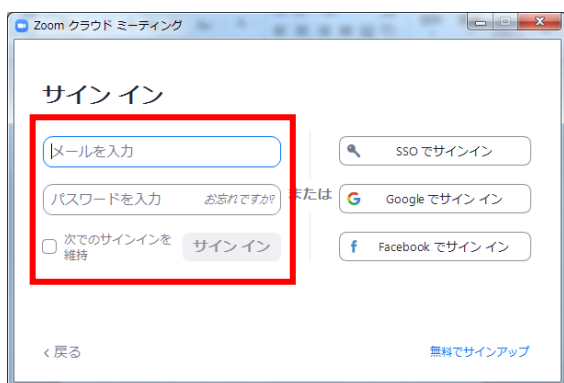 Zoom クラウド ミーティング
サイン イン
メールを入力
パスワードを入力 お忘れですか?
次でのサインインを
維持
サイン イン
または
SSO でサインイン
Google でサイン イン
Facebook でサイン イン
戻る
無料でサインアップ